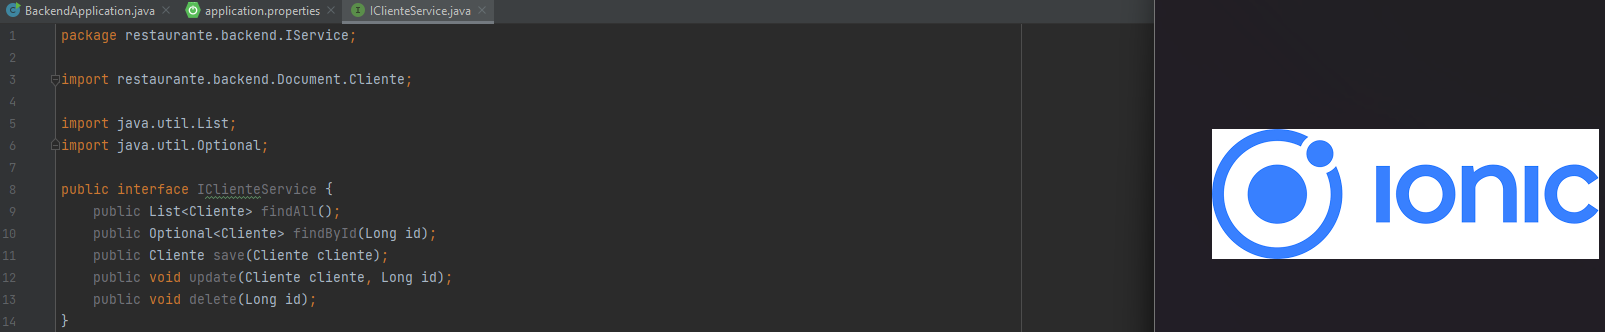 BackendApplication.java application.properties IClienteService.java
1 package restaurante.backend.IService;
2
3 import restaurante.backend.Document.Cliente;
4
5 import java.util.List;
6 import java.util.Optional;
7
8 public interface IClienteService {
9 public List<Cliente> findAll();
10 public Optional<Cliente> findById(Long id);
11 public Cliente save(Cliente cliente);
12 public void update(Cliente cliente, Long id);
13 public void delete(Long id);
14 }
ionic